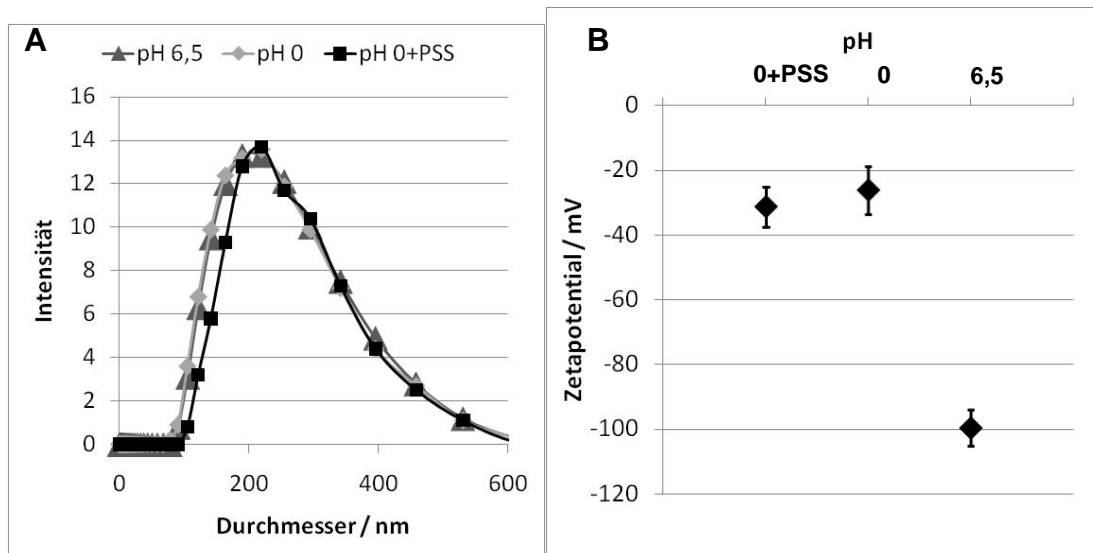 A
pH 6,5 pH 0 pH 0+PSS
16
14
12
10
8
6
4
2
0
Intensität
0 200 400 600
Durchmesser / nm
B
pH
0+PSS 0 6,5
-0
-20
-40
-60
-80
-100
-120
Zetapotential / mV